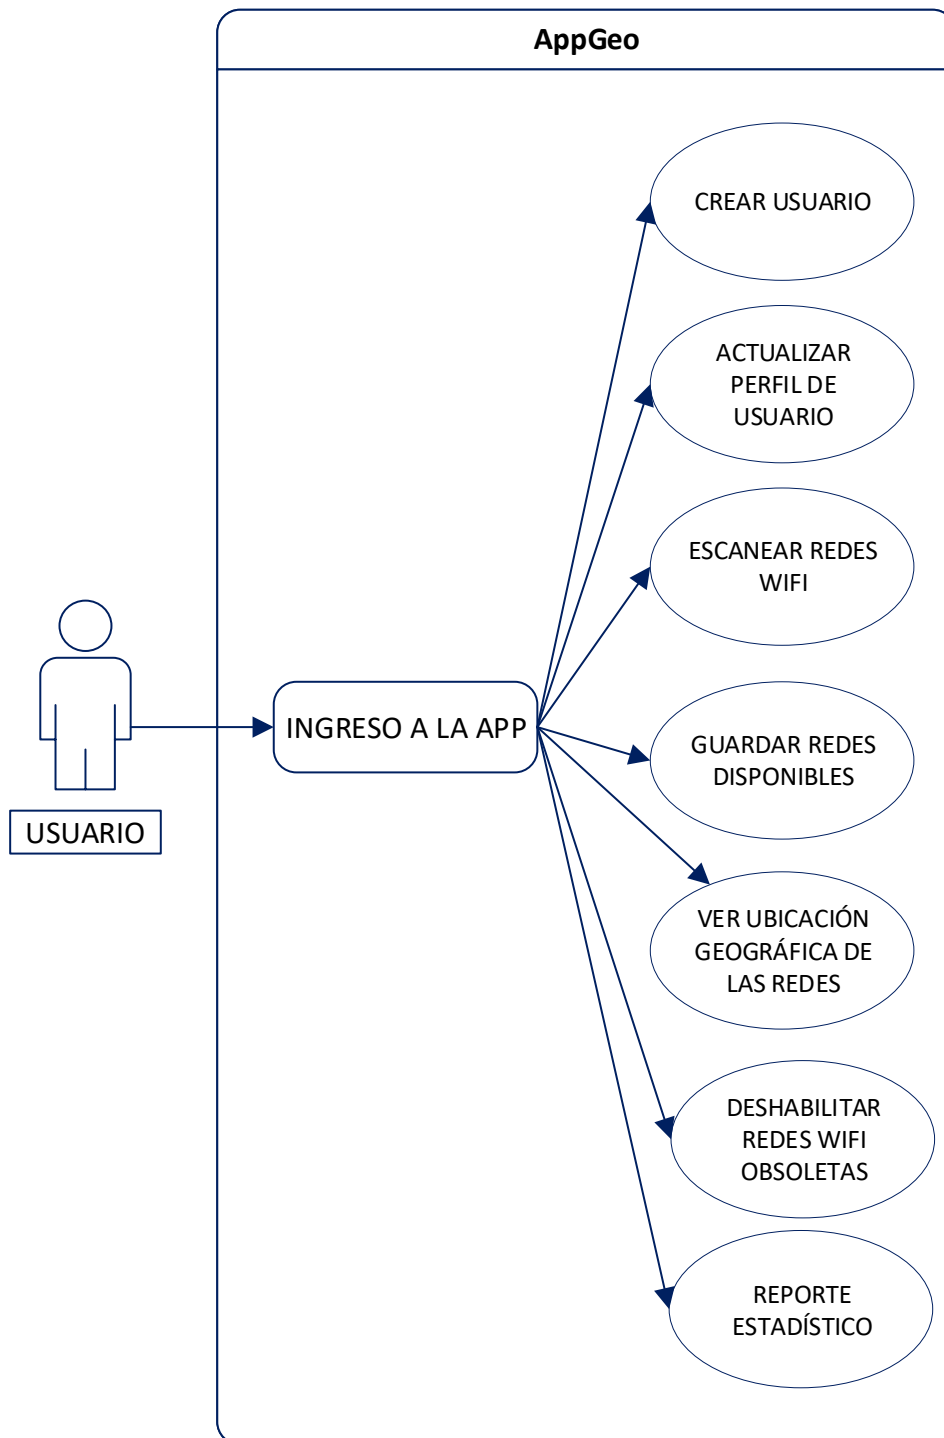 AppGeo
CREAR USUARIO
ACTUALIZAR
PERFIL DE
USUARIO
ESCANEAR REDES
WIFI
INGRESO A LA APP
USUARIO
GUARDAR REDES
DISPONIBLES
VER UBICACIÓN
GEOGRÁFICA DE
LAS REDES
DESHABILITAR
REDES WIFI
OBSOLETAS
REPORTE
ESTADÍSTICO